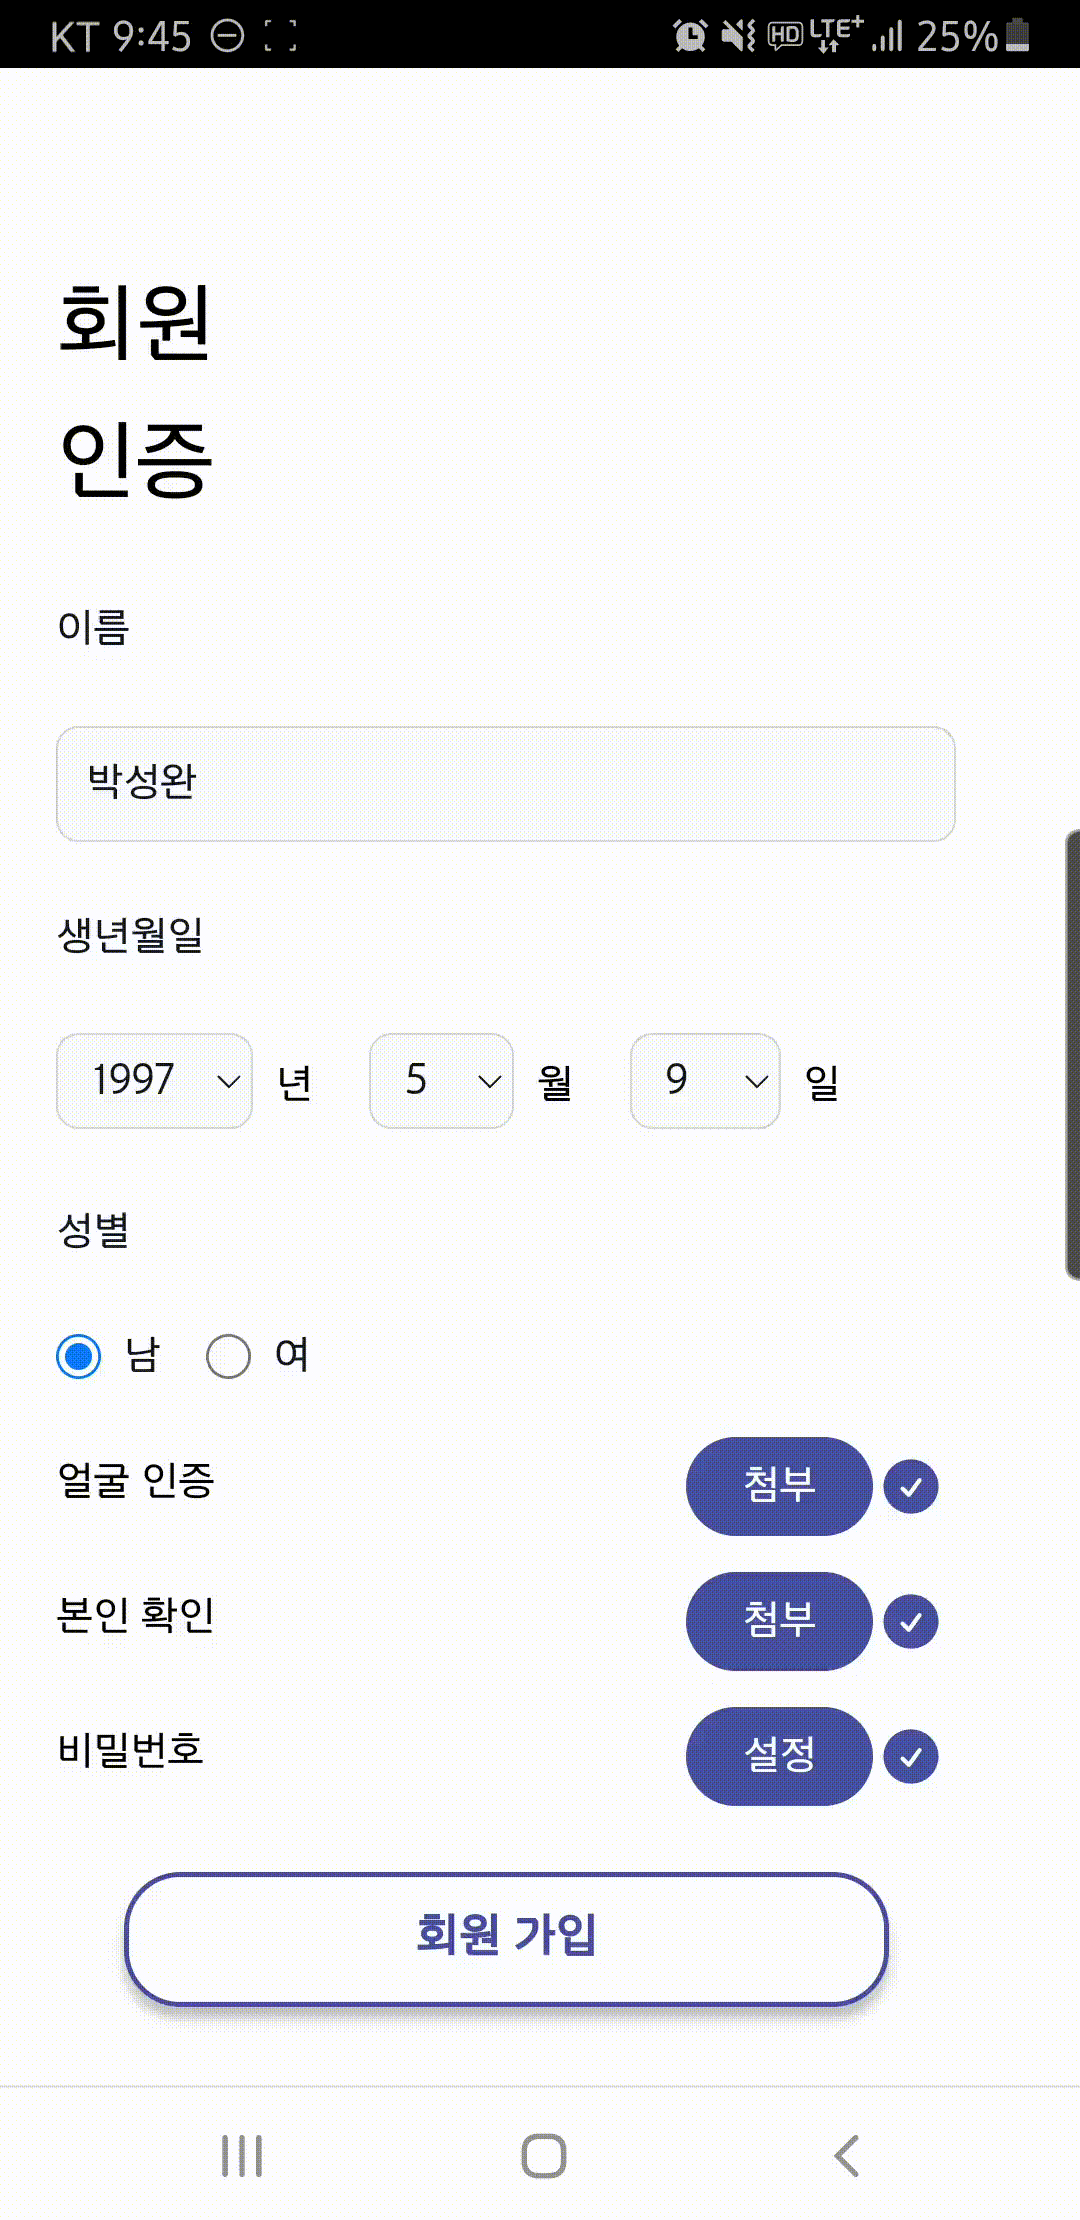 KT 9:45 HD LTE+ 25%
회원
인증
이름
박성완
생년월일
1997 년 5 월 9 일
성별
남 여
얼굴 인증 첨부
본인 확인 첨부
비밀번호 설정
회원 가입